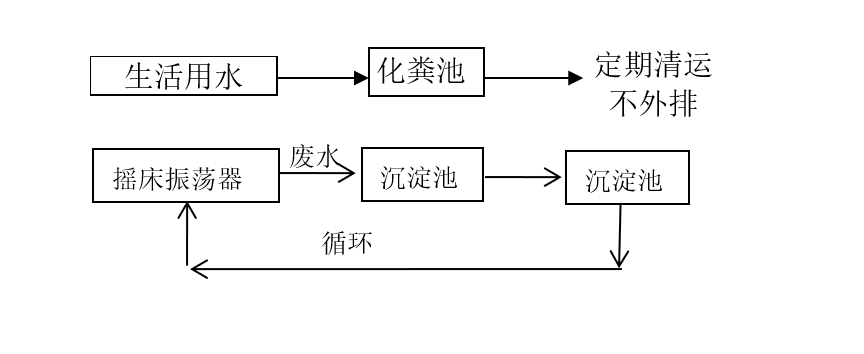 生活用水
化粪池
定期清运
不外排
摇床振荡器
废水
沉淀池
沉淀池
循环